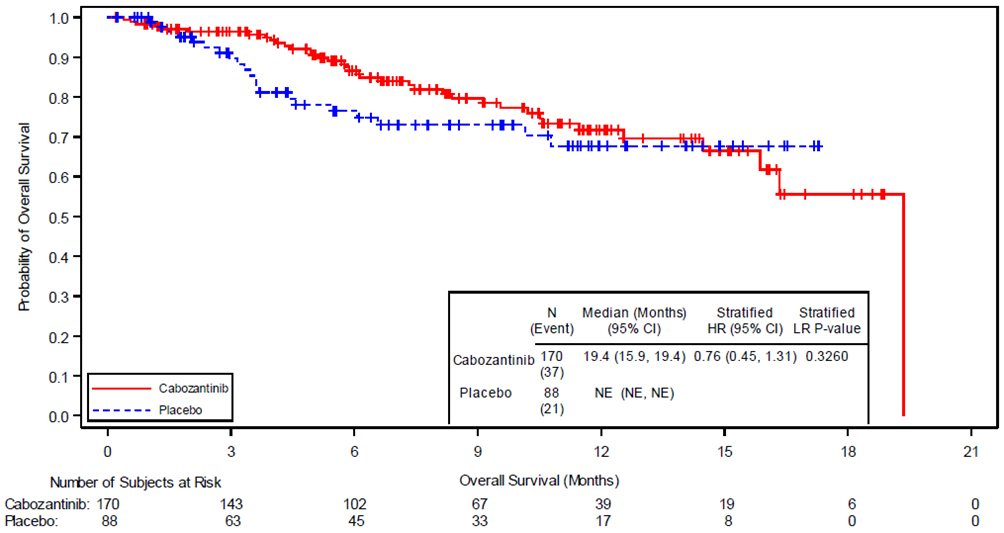 1.0
0.9
0.8
0.7
0.6
0.5
0.4
0.3
0.2
0.1
0.0
Probability of Overall Survival
N Median (Months) Stratified Stratified
(Event) (95% CI) HR (95% CI) LR P-value
Cabozantinib 170 19.4 (15.9, 19.4) 0.76 (0.45, 1.31) 0.3260
(37)
Placebo 88 NE (NE, NE)
(21)
Cabozantinib
Placebo
0 3 6 9 12 15 18 21
Number of Subjects at Risk
Overall Survival (Months)
Cabozantinib: 170 143 102 67 39 19 6 0
Placebo: 88 63 45 33 17 8 0 0